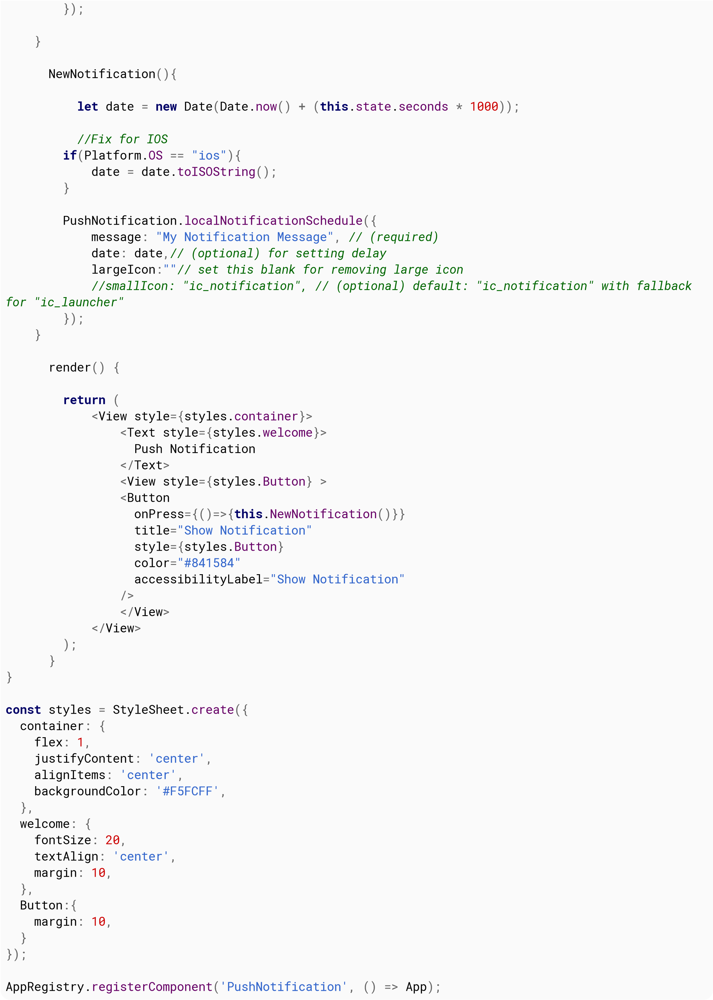 });
}
NewNotification(){
let date = new Date(Date.now() + (this.state.seconds * 1000));
//Fix for IOS
if(Platform.OS == "ios"){
date = date.toISOString();
}
PushNotification.localNotificationSchedule({
message: "My Notification Message", // (required)
date: date,// (optional) for setting delay
largeIcon:""// set this blank for removing large icon
//smallIcon: "ic_notification", // (optional) default: "ic_notification" with fallback
for "ic_launcher"
});
}
render() {
return (
<View style={styles.container}>
<Text style={styles.welcome}>
Push Notification
</Text>
<View style={styles.Button} >
<Button
onPress={()=>{this.NewNotification()}}
title="Show Notification"
style={styles.Button}
color="#841584"
accessibilityLabel="Show Notification"
/>
</View>
</View>
);
}
}
const styles = StyleSheet.create({
container: {
flex: 1,
justifyContent: 'center',
alignItems: 'center',
backgroundColor: '#F5FCFF',
},
welcome: {
fontSize: 20,
textAlign: 'center',
margin: 10,
},
Button:{
margin: 10,
}
});
AppRegistry.registerComponent('PushNotification', () => App);